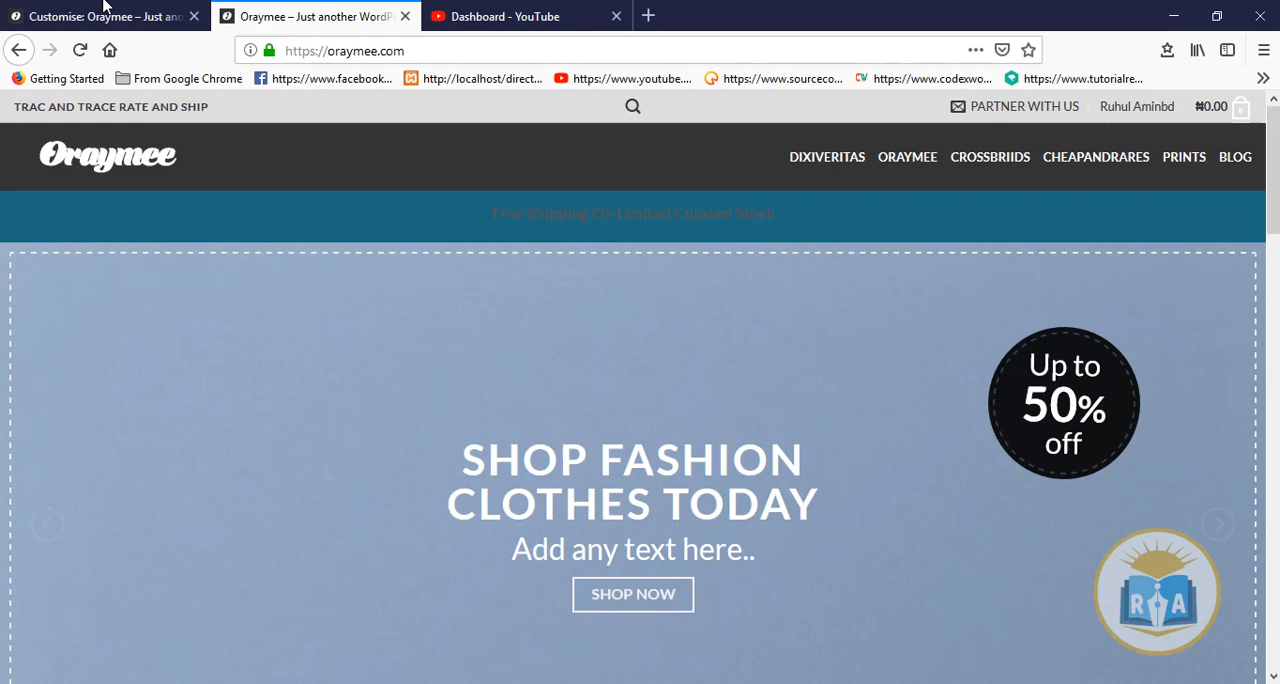 Customise: Oraymee – Just ano
Oraymee – Just another WordPr
Dashboard - YouTube
https://oraymee.com
Getting Started
From Google Chrome
https://www.facebook...
http://localhost/direct...
https://www.youtube....
https://www.sourceco...
https://www.codexwo...
https://www.tutorialre...
TRAC AND TRACE RATE AND SHIP
PARTNER WITH US
Ruhul Aminbd
₦0.00
0
Oraymee
DIXIVERITAS
ORAYMEE
CROSSBRIIDS
CHEAPANDRARES
PRINTS
BLOG
Free Shipping On Limited Curated Stock
Up to
50%
off
SHOP FASHION
CLOTHES TODAY
Add any text here..
SHOP NOW
R A